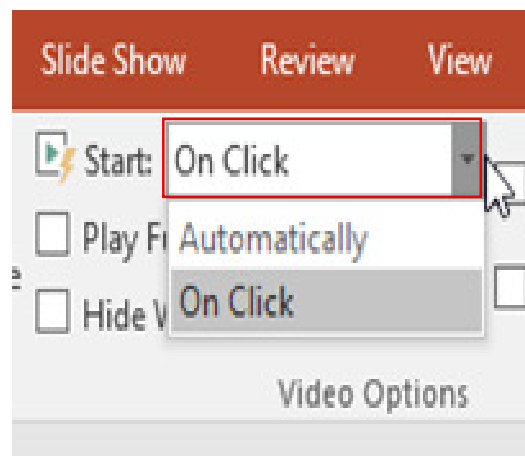 Slide Show Review View
Start: On Click
Play F
Automatically
Hide
On Click
Video Options